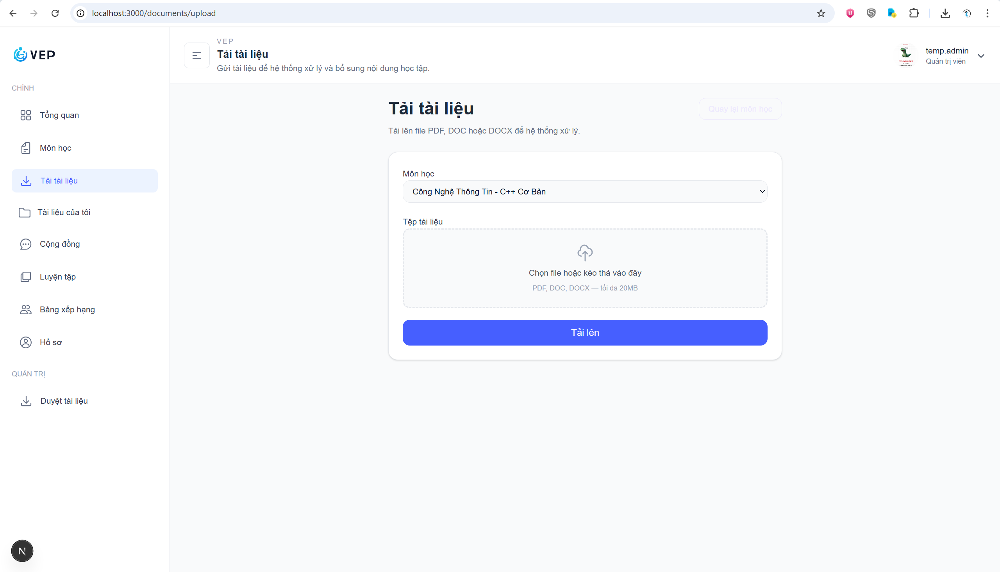 localhost:3000/documents/upload
VEP
CHÍNH
Tổng quan
Môn học
Tải tài liệu
Tài liệu của tôi
Cộng đồng
Luyện tập
Bảng xếp hạng
Hồ sơ
QUẢN TRỊ
Duyệt tài liệu
N
VEP
Tải tài liệu
Gửi tài liệu để hệ thống xử lý và bổ sung nội dung học tập.
temp.admin
Quản trị viên
Tải tài liệu
Quay lại môn học
Tải lên file PDF, DOC hoặc DOCX để hệ thống xử lý.
Môn học
Công Nghệ Thông Tin - C++ Cơ Bản
Tệp tài liệu
Chọn file hoặc kéo thả vào đây
PDF, DOC, DOCX — tối đa 20MB
Tải lên